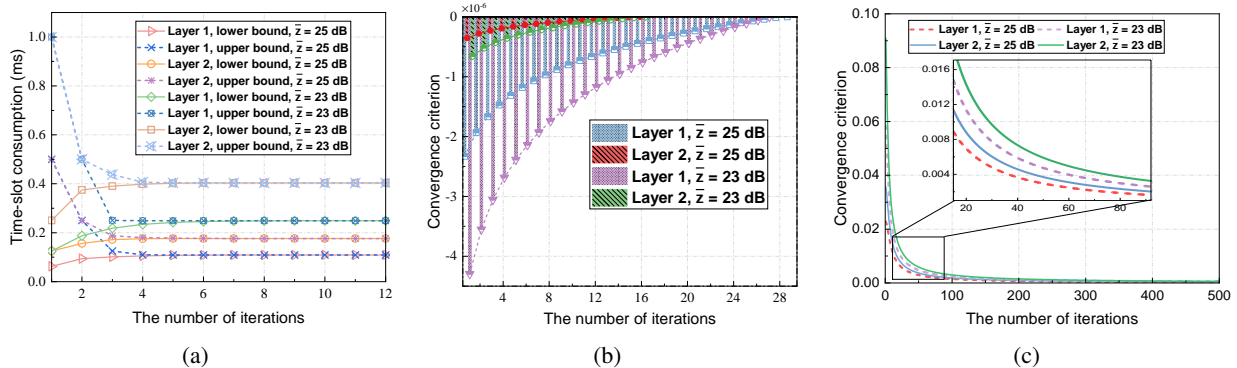 Layer 1, lower bound, z̄ = 25 dB
Layer 1, upper bound, z̄ = 25 dB
Layer 2, lower bound, z̄ = 25 dB
Layer 2, upper bound, z̄ = 25 dB
Layer 1, lower bound, z̄ = 23 dB
Layer 1, upper bound, z̄ = 23 dB
Layer 2, lower bound, z̄ = 23 dB
Layer 2, upper bound, z̄ = 23 dB
Time-slot consumption (ms)
1.0
0.8
0.6
0.4
0.2
0.0
2 4 6 8 10 12
The number of iterations
(a)
×10⁻⁶
Convergence criterion
0
-1
-2
-3
-4
Layer 1, z̄ = 25 dB
Layer 2, z̄ = 25 dB
Layer 1, z̄ = 23 dB
Layer 2, z̄ = 23 dB
4 8 12 16 20 24 28
The number of iterations
(b)
Convergence criterion
0.10
0.08
0.06
0.04
0.02
0.00
Layer 1, z̄ = 25 dB Layer 1, z̄ = 23 dB
Layer 2, z̄ = 25 dB Layer 2, z̄ = 23 dB
0.016
0.012
0.008
0.004
20 40 60 80
0 100 200 300 400 500
The number of iterations
(c)